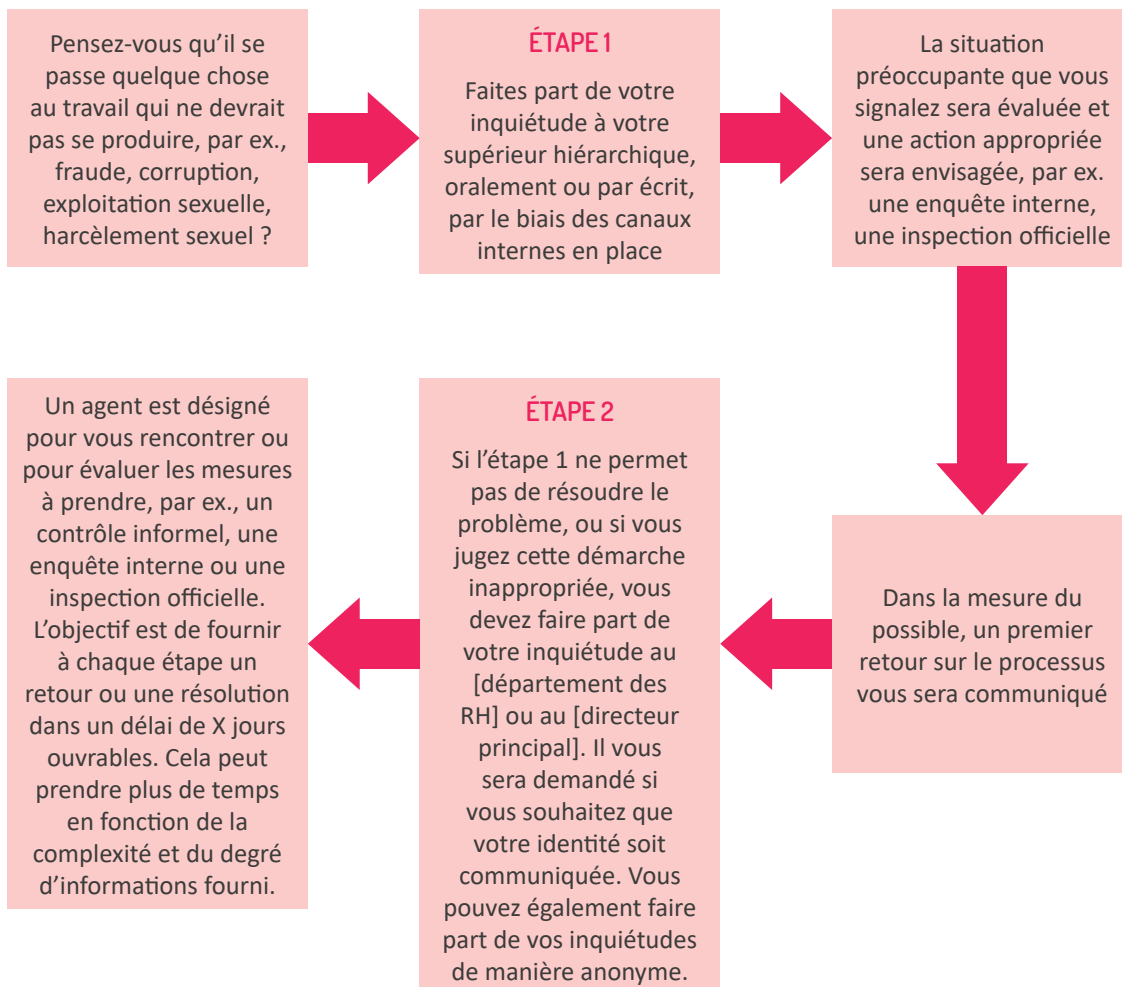 Pensez-vous qu’il se
passe quelque chose
au travail qui ne devrait
pas se produire, par ex.,
fraude, corruption,
exploitation sexuelle,
harcèlement sexuel ?
ÉTAPE 1
Faites part de votre
inquiétude à votre
supérieur hiérarchique,
oralement ou par écrit,
par le biais des canaux
internes en place
La situation
préoccupante que vous
signalez sera évaluée et
une action appropriée
sera envisagée, par ex.
une enquête interne,
une inspection officielle
Dans la mesure du
possible, un premier
retour sur le processus
vous sera communiqué
ÉTAPE 2
Si l’étape 1 ne permet
pas de résoudre le
problème, ou si vous
jugez cette démarche
inappropriée, vous
devez faire part de
votre inquiétude au
[département des
RH] ou au [directeur
principal]. Il vous
sera demandé si
vous souhaitez que
votre identité soit
communiquée. Vous
pouvez également faire
part de vos inquiétudes
de manière anonyme.
Un agent est désigné
pour vous rencontrer ou
pour évaluer les mesures
à prendre, par ex., un
contrôle informel, une
enquête interne ou une
inspection officielle.
L’objectif est de fournir
à chaque étape un
retour ou une résolution
dans un délai de X jours
ouvrables. Cela peut
prendre plus de temps
en fonction de la
complexité et du degré
d’informations fourni.